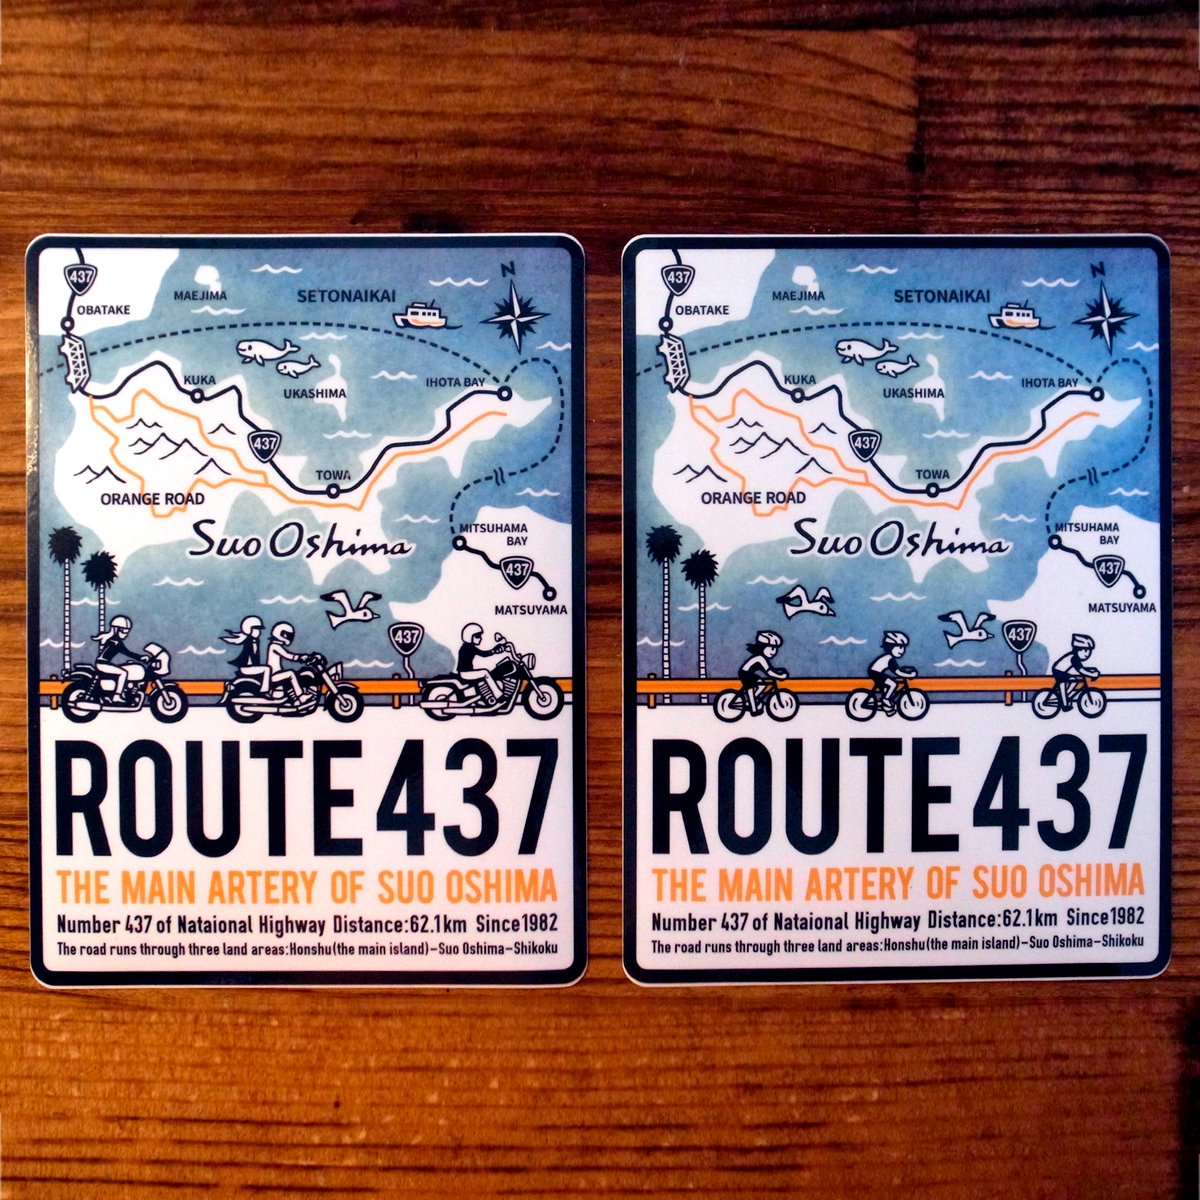 437
OBATAKE
MAEJIMA
SETONAIKAI
N
KUKA
UKASHIMA
IHOTA BAY
437
TOWA
ORANGE ROAD
Suo Oshima
MITSUHAMA
BAY
437
MATSUYAMA
437
ROUTE 437
THE MAIN ARTERY OF SUO OSHIMA
Number 437 of Nataional Highway Distance:62.1km Since1982
The road runs through three land areas:Honshu(the main island)–Suo Oshima–Shikoku
437
OBATAKE
MAEJIMA
SETONAIKAI
N
KUKA
UKASHIMA
IHOTA BAY
437
TOWA
ORANGE ROAD
Suo Oshima
MITSUHAMA
BAY
437
MATSUYAMA
437
ROUTE 437
THE MAIN ARTERY OF SUO OSHIMA
Number 437 of Nataional Highway Distance:62.1km Since1982
The road runs through three land areas:Honshu(the main island)–Suo Oshima–Shikoku